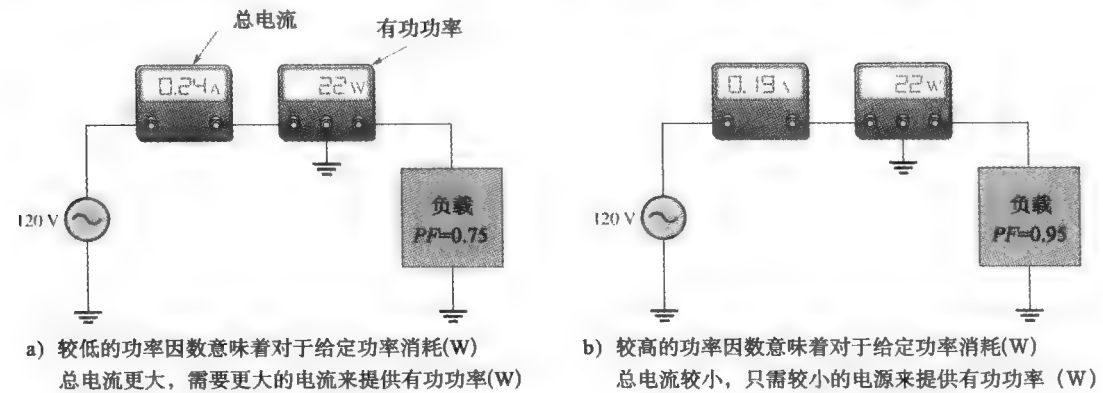 总电流
有功功率
0.24 A
22 W
120 V
负载
PF=0.75
a) 较低的功率因数意味着对于给定功率消耗(W)
总电流更大，需要更大的电流来提供有功功率(W)
0.19 A
22 W
120 V
负载
PF=0.95
b) 较高的功率因数意味着对于给定功率消耗(W)
总电流较小，只需较小的电源来提供有功功率（W）